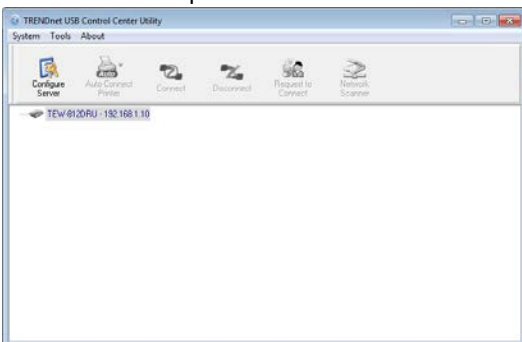 TRENDnet USB Control Center Utility
System Tools About
Configure Server
Auto Connect Printer
Connect
Disconnect
Request to Connect
Network Scanner
TEW-812DRU - 192.168.1.10